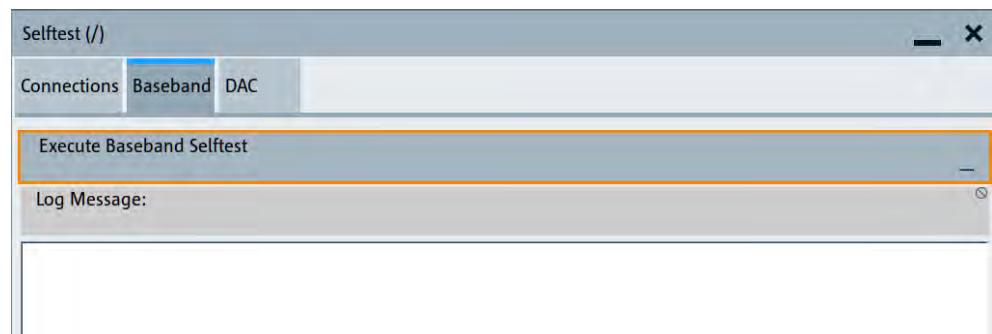 Selftest (/)
Connections Baseband DAC
Execute Baseband Selftest
Log Message: